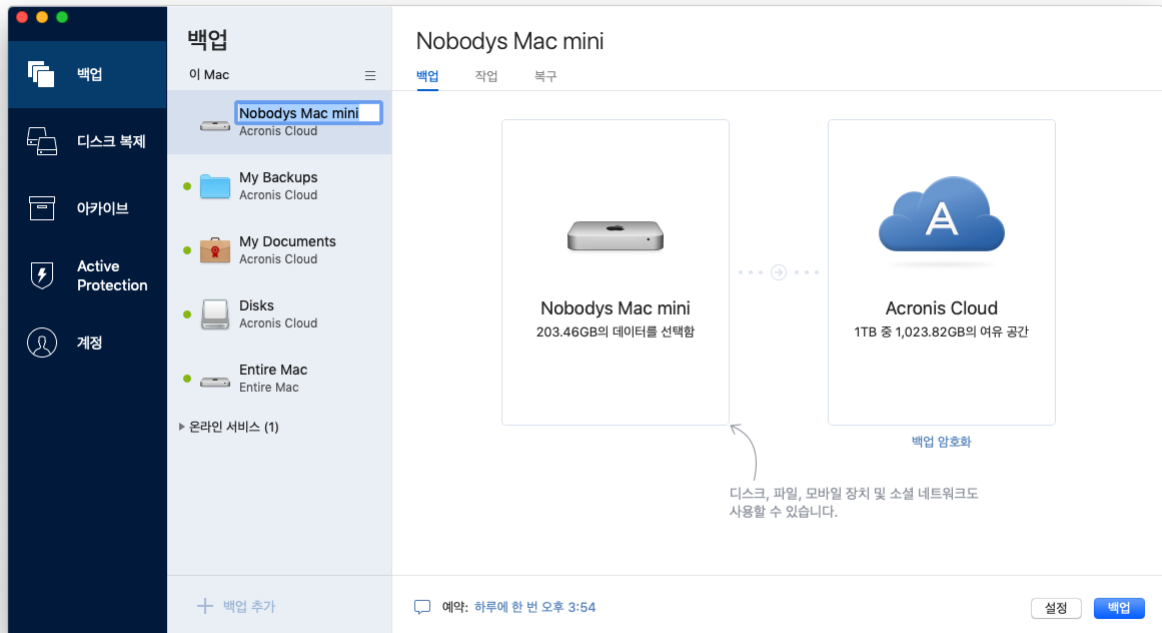 백업
디스크 복제
아카이브
Active
Protection
계정
백업
이 Mac
Nobodys Mac mini
Acronis Cloud
My Backups
Acronis Cloud
My Documents
Acronis Cloud
Disks
Acronis Cloud
Entire Mac
Entire Mac
온라인 서비스 (1)
백업 추가
Nobodys Mac mini
백업 작업 복구
Nobodys Mac mini
203.46GB의 데이터를 선택함
A
Acronis Cloud
1TB 중 1,023.82GB의 여유 공간
백업 암호화
디스크, 파일, 모바일 장치 및 소셜 네트워크도
사용할 수 있습니다.
예약: 하루에 한 번 오후 3:54
설정 백업